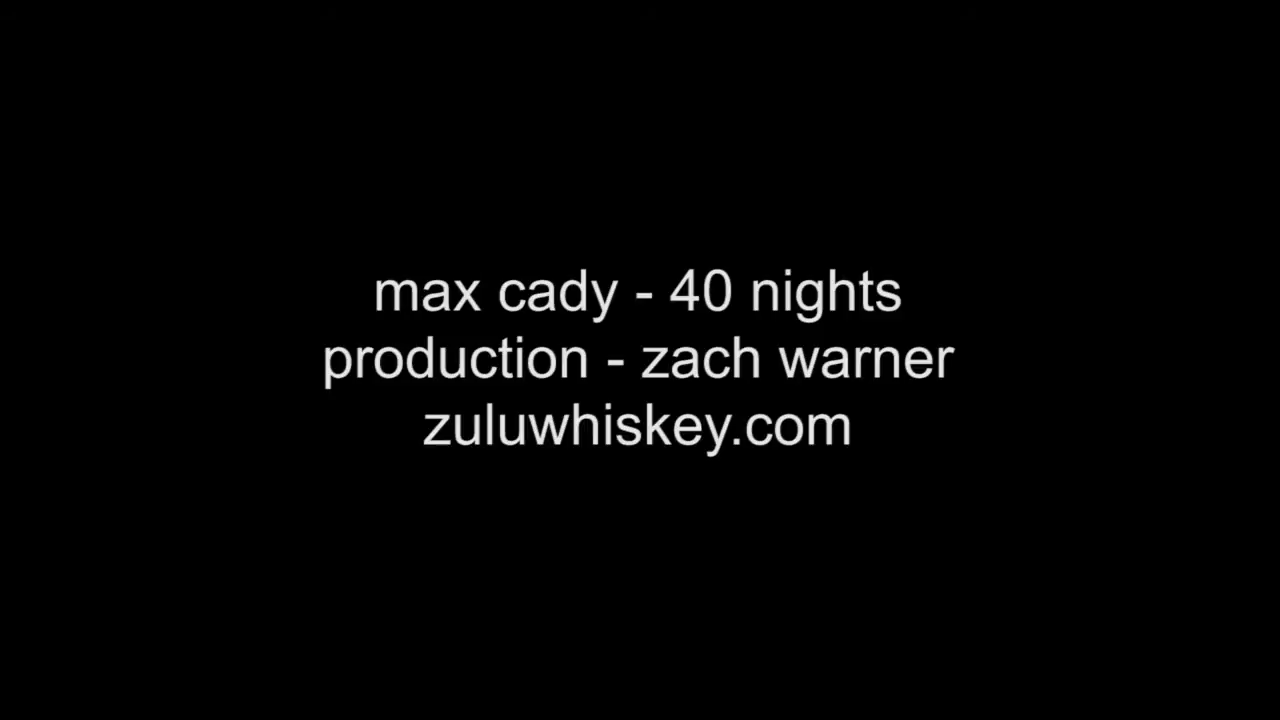 max cady - 40 nights
production - zach warner
zuluwhiskey.com